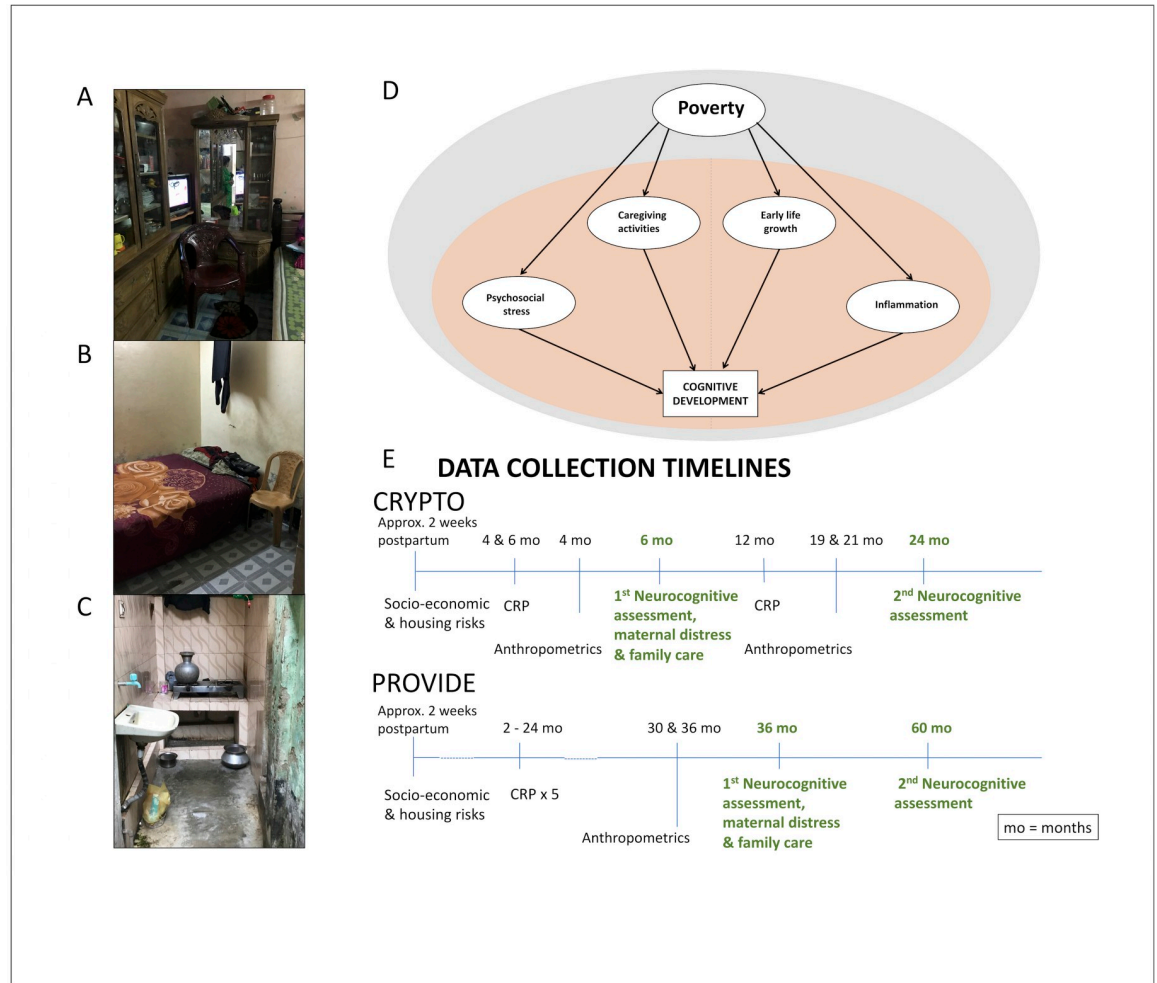 A
B
C
D
Poverty
Caregiving
activities
Early life
growth
Psychosocial
stress
Inflammation
COGNITIVE
DEVELOPMENT
E
DATA COLLECTION TIMELINES
CRYPTO
Approx. 2 weeks
postpartum
4 & 6 mo
4 mo
6 mo
12 mo
19 & 21 mo
24 mo
Socio-economic
& housing risks
CRP
Anthropometrics
1st Neurocognitive
assessment,
maternal distress
& family care
CRP
Anthropometrics
2nd Neurocognitive
assessment
PROVIDE
Approx. 2 weeks
postpartum
2 - 24 mo
30 & 36 mo
36 mo
60 mo
Socio-economic
& housing risks
CRP x 5
Anthropometrics
1st Neurocognitive
assessment,
maternal distress
& family care
2nd Neurocognitive
assessment
mo = months